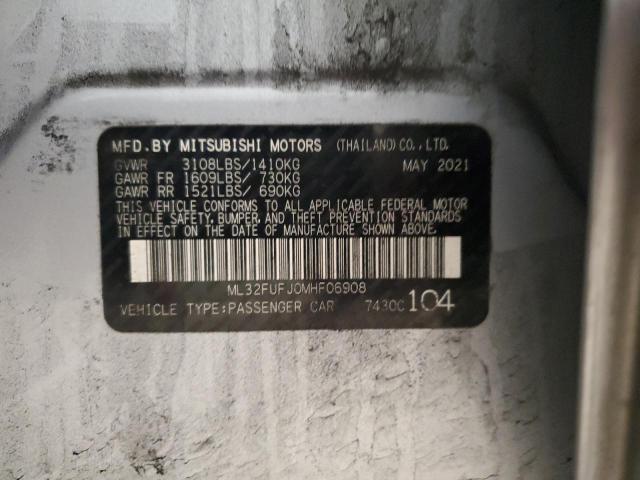 MFD.BY MITSUBISHI MOTORS (THAILAND)CO.,LTD.
GVWR 3108LBS/1410KG MAY 2021
GAWR FR 1609LBS/ 730KG
GAWR RR 1521LBS/ 690KG
THIS VEHICLE CONFORMS TO ALL APPLICABLE FEDERAL MOTOR
VEHICLE SAFETY, BUMPER, AND THEFT PREVENTION STANDARDS
IN EFFECT ON THE DATE OF MANUFACTURE SHOWN ABOVE.
ML32FUFJ0MHF06908
VEHICLE TYPE:PASSENGER CAR 7430C 104